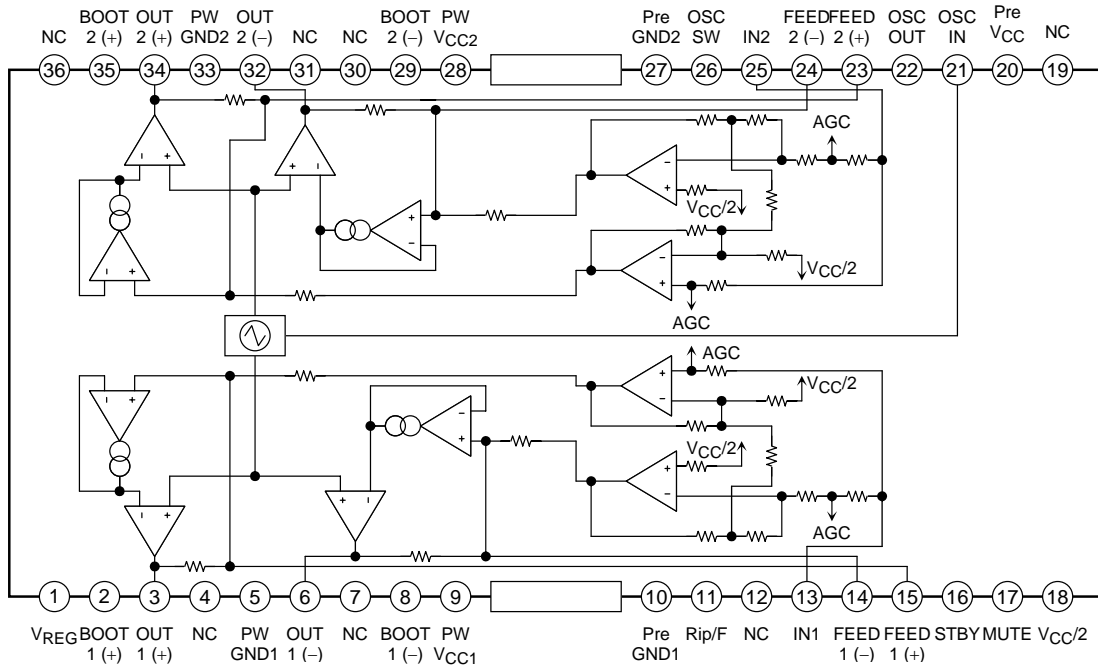 NC
BOOT 2 (+)
OUT 2 (+)
PW GND2
OUT 2 (−)
NC
NC
BOOT 2 (−)
PW VCC2
Pre GND2
OSC SW
IN2
FEED 2 (−)
FEED 2 (+)
OSC OUT
OSC IN
Pre VCC
NC
36 35 34 33 32 31 30 29 28 27 26 25 24 23 22 21 20 19
AGC
− +
+ −
−
+
VCC/2
+
−
− +
−
+
VCC/2
AGC
AGC
− +
−
+
+
−
VCC/2
VCC/2
+
−
− +
+ −
AGC
1 2 3 4 5 6 7 8 9 10 11 12 13 14 15 16 17 18
VREG
BOOT 1 (+)
OUT 1 (+)
NC
PW GND1
OUT 1 (−)
NC
BOOT 1 (−)
PW VCC1
Pre GND1
Rip/F
NC
IN1
FEED 1 (−)
FEED 1 (+)
STBY
MUTE
VCC/2